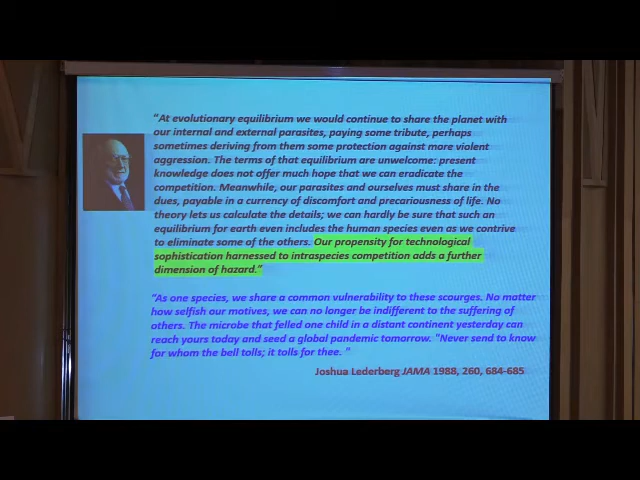 "At evolutionary equilibrium we would continue to share the planet with
our internal and external parasites, paying some tribute, perhaps
sometimes deriving from them some protection against more violent
aggression. The terms of that equilibrium are unwelcome: present
knowledge does not offer much hope that we can eradicate the
competition. Meanwhile, our parasites and ourselves must share in the
dues, payable in a currency of discomfort and precariousness of life. No
theory lets us calculate the details; we can hardly be sure that such an
equilibrium for earth even includes the human species even as we contrive
to eliminate some of the others. Our propensity for technological
sophistication harnessed to intraspecies competition adds a further
dimension of hazard."
"As one species, we share a common vulnerability to these scourges. No matter
how selfish our motives, we can no longer be indifferent to the suffering of
others. The microbe that felled one child in a distant continent yesterday can
reach yours today and seed a global pandemic tomorrow. "Never send to know
for whom the bell tolls; it tolls for thee. "
Joshua Lederberg JAMA 1988, 260, 684-685